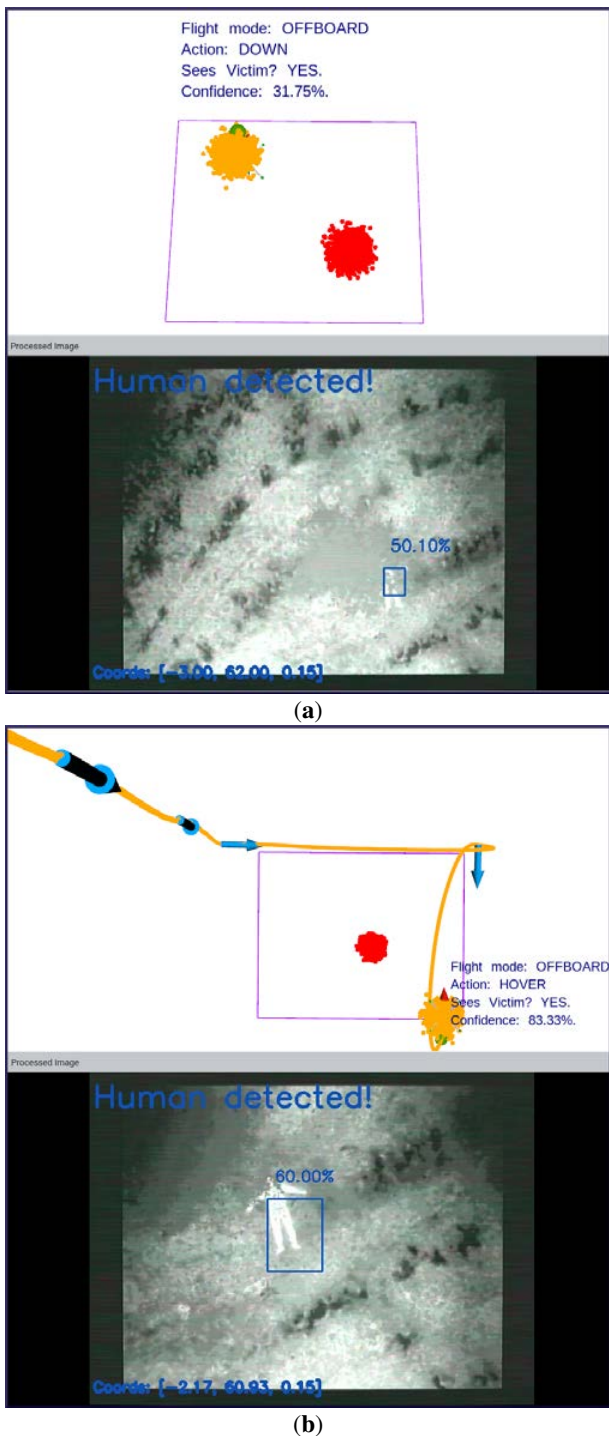 Flight mode: OFFBOARD
Action: DOWN
Sees Victim? YES.
Confidence: 31.75%.
Processed Image
Human detected!
50.10%
Coords: [-3.00, 62.00, 0.15]
(a)
Flight mode: OFFBOARD
Action: HOVER
Sees Victim? YES.
Confidence: 83.33%.
Processed Image
Human detected!
60.00%
Coords: [-2.17, 60.93, 0.15]
(b)